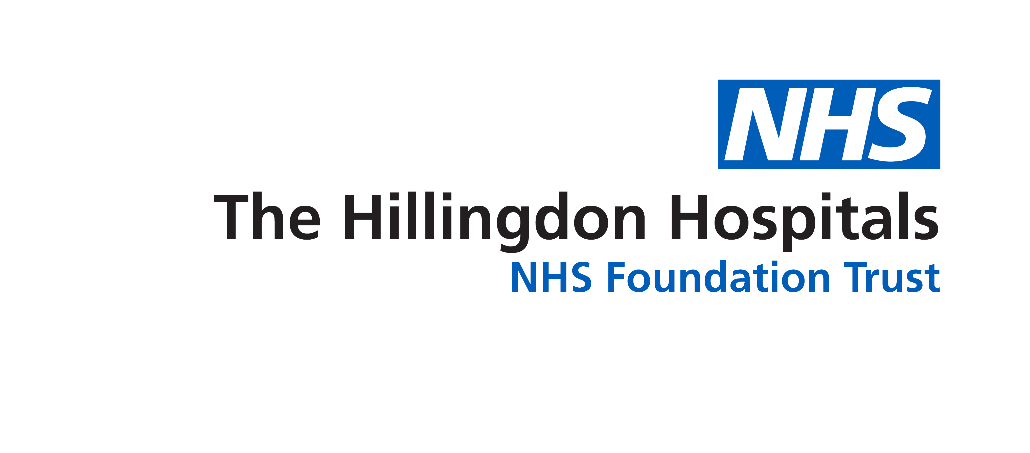 NHS
The Hillingdon Hospitals
NHS Foundation Trust